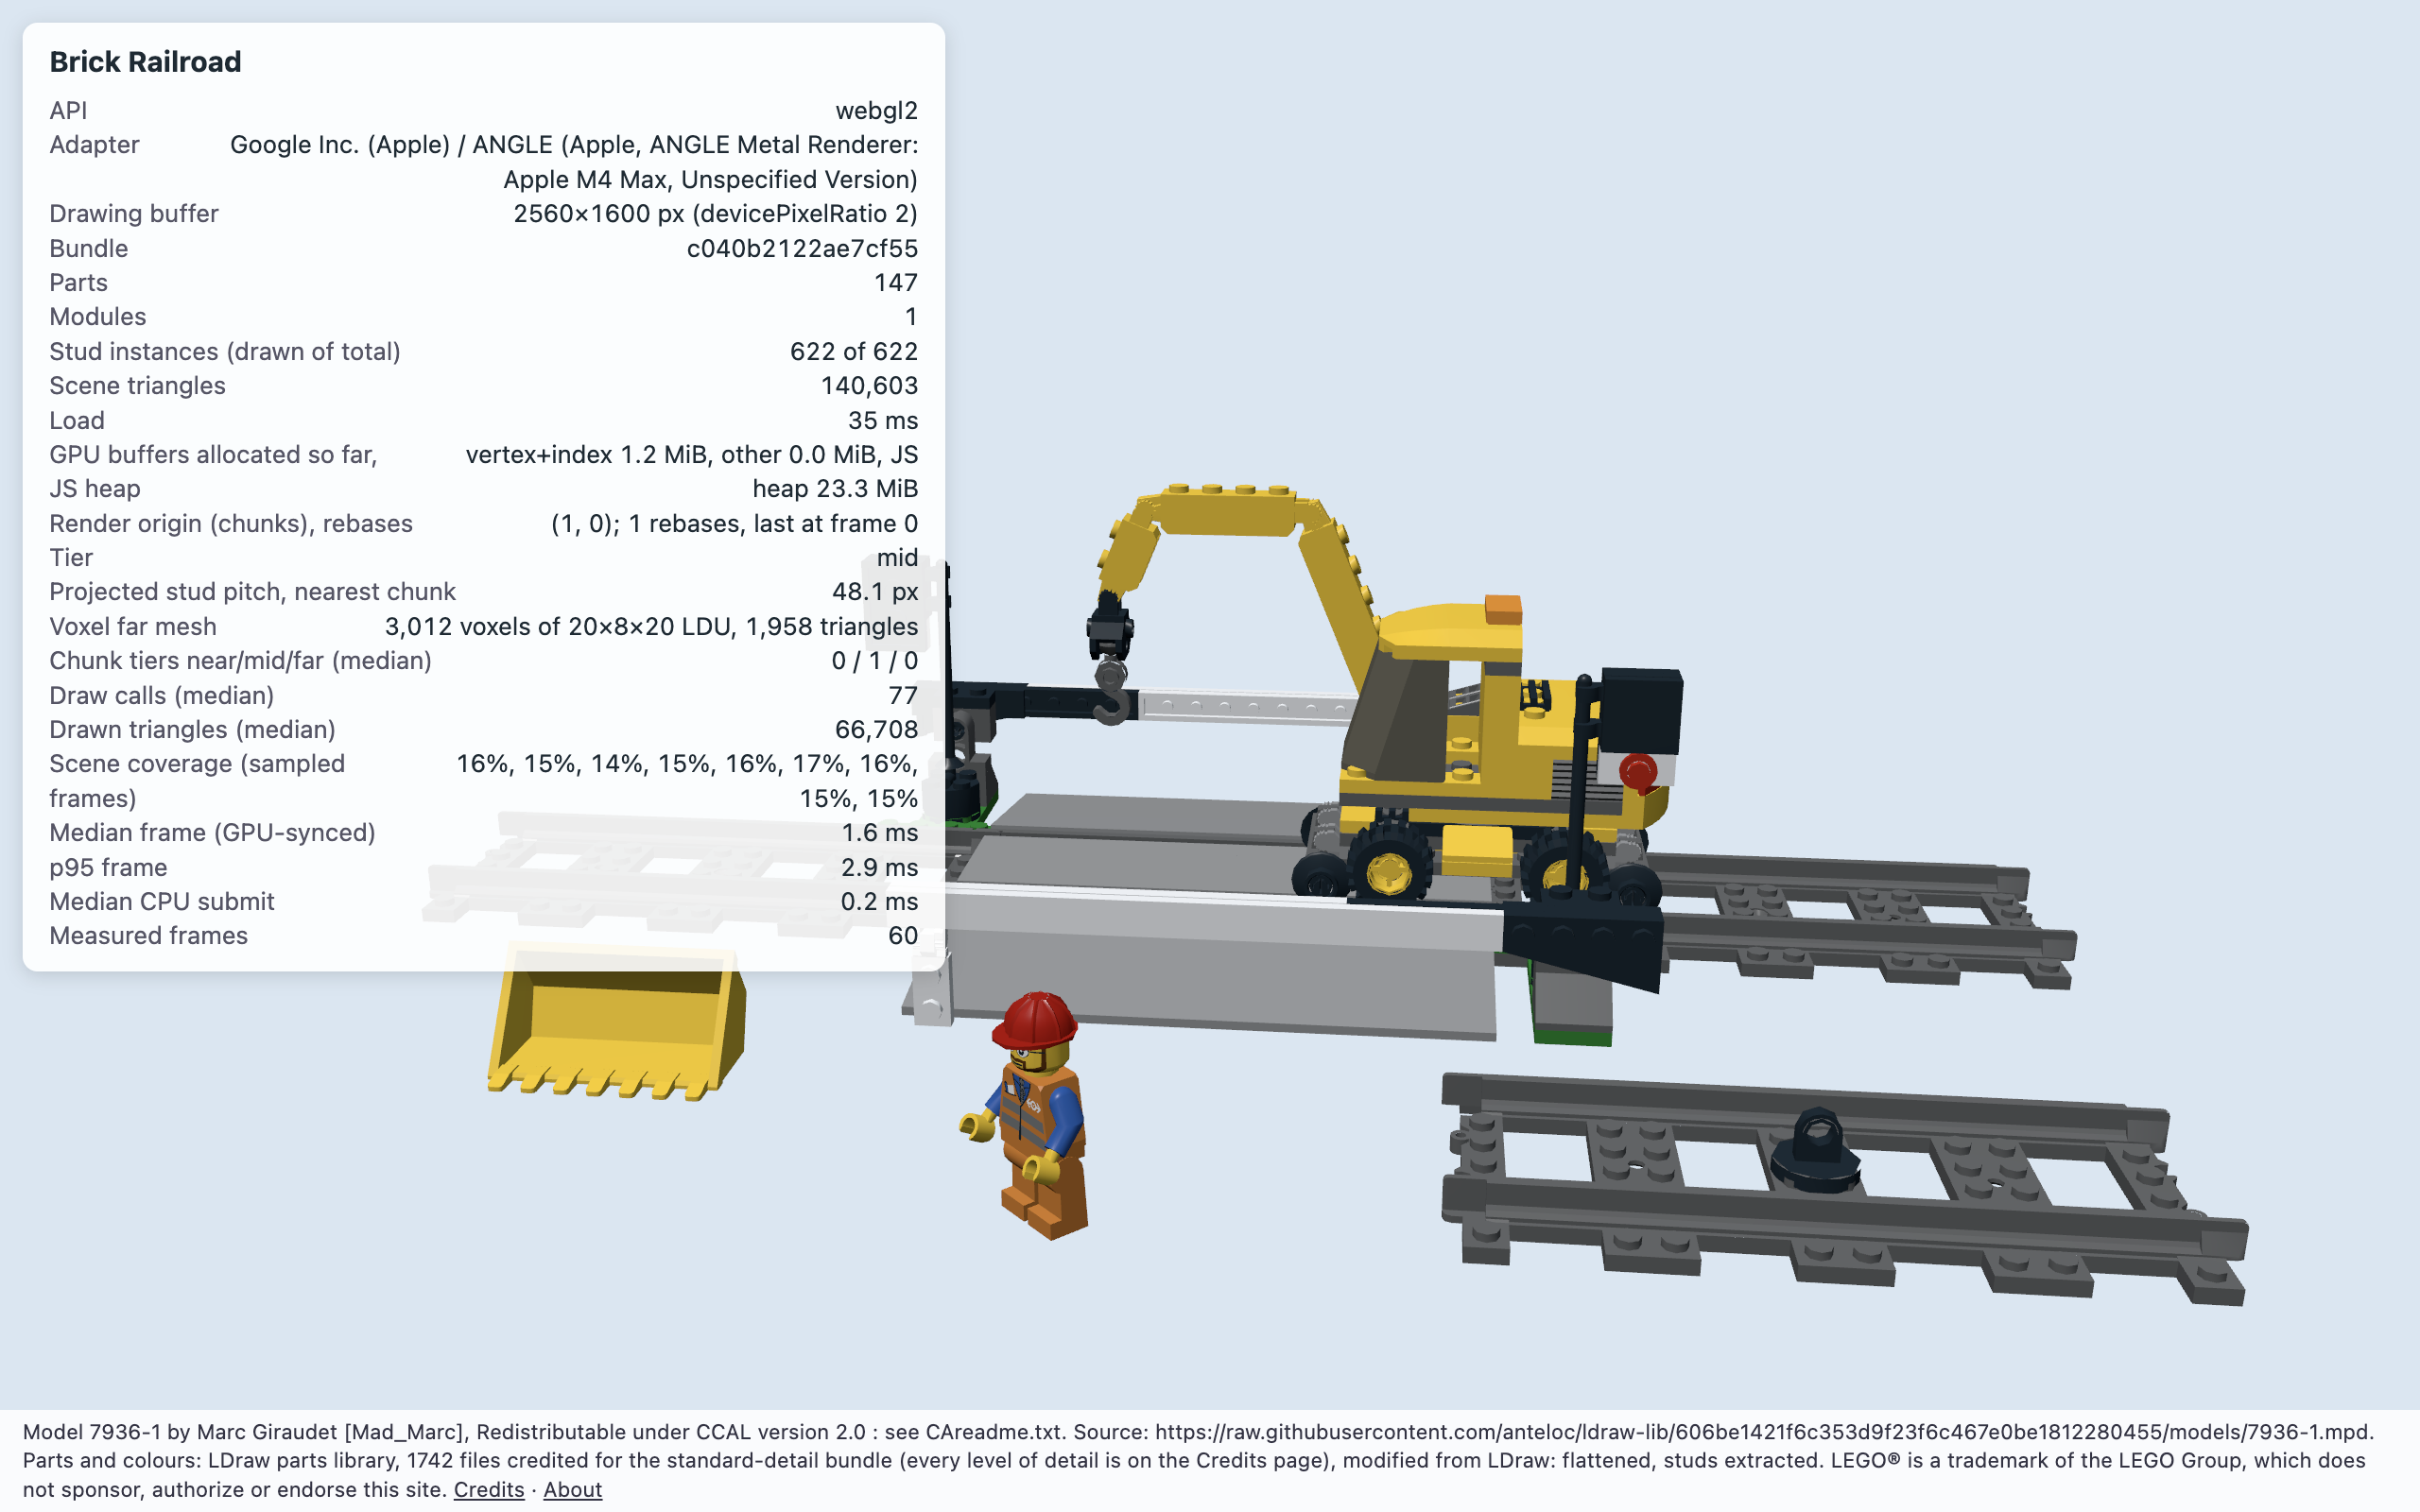 Brick Railroad
API webgl2
Adapter Google Inc. (Apple) / ANGLE (Apple, ANGLE Metal Renderer:
Apple M4 Max, Unspecified Version)
Drawing buffer 2560×1600 px (devicePixelRatio 2)
Bundle c040b2122ae7cf55
Parts 147
Modules 1
Stud instances (drawn of total) 622 of 622
Scene triangles 140,603
Load 35 ms
GPU buffers allocated so far, vertex+index 1.2 MiB, other 0.0 MiB, JS
JS heap heap 23.3 MiB
Render origin (chunks), rebases (1, 0); 1 rebases, last at frame 0
Tier mid
Projected stud pitch, nearest chunk 48.1 px
Voxel far mesh 3,012 voxels of 20×8×20 LDU, 1,958 triangles
Chunk tiers near/mid/far (median) 0 / 1 / 0
Draw calls (median) 77
Drawn triangles (median) 66,708
Scene coverage (sampled 16%, 15%, 14%, 15%, 16%, 17%, 16%,
frames) 15%, 15%
Median frame (GPU-synced) 1.6 ms
p95 frame 2.9 ms
Median CPU submit 0.2 ms
Measured frames 60
Model 7936-1 by Marc Giraudet [Mad_Marc], Redistributable under CCAL version 2.0 : see CAreadme.txt. Source: https://raw.githubusercontent.com/anteloc/ldraw-lib/606be1421f6c353d9f23f6c467e0be1812280455/models/7936-1.mpd.
Parts and colours: LDraw parts library, 1742 files credited for the standard-detail bundle (every level of detail is on the Credits page), modified from LDraw: flattened, studs extracted. LEGO® is a trademark of the LEGO Group, which does
not sponsor, authorize or endorse this site. Credits · About